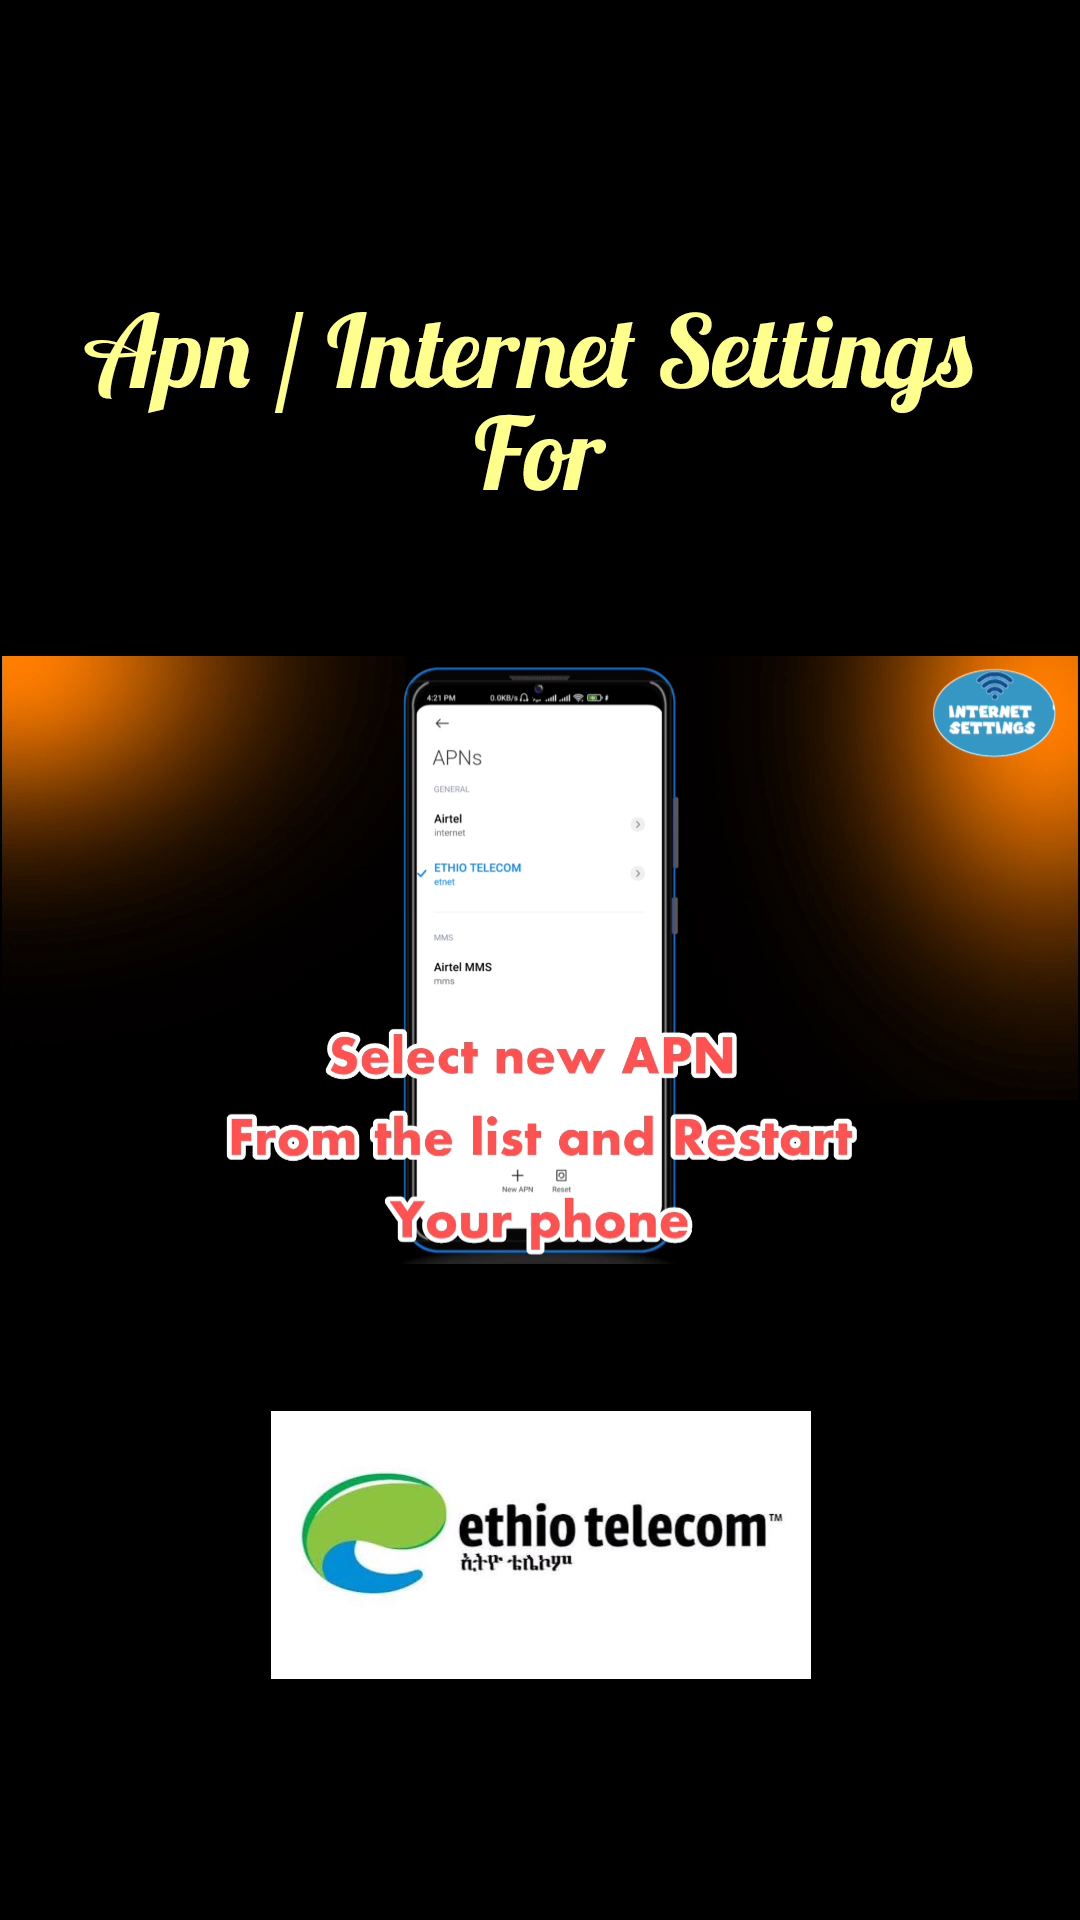 Apn / Internet Settings
For
4:21 PM
0.0KB/s
INTERNET
SETTINGS
APNs
GENERAL
Airtel
internet
ETHIO TELECOM
etnet
MMS
Airtel MMS
mms
Select new APN
From the list and Restart
New APN
Reset
Your phone
ethio telecom™
ኢትዮ ቴሌኮም